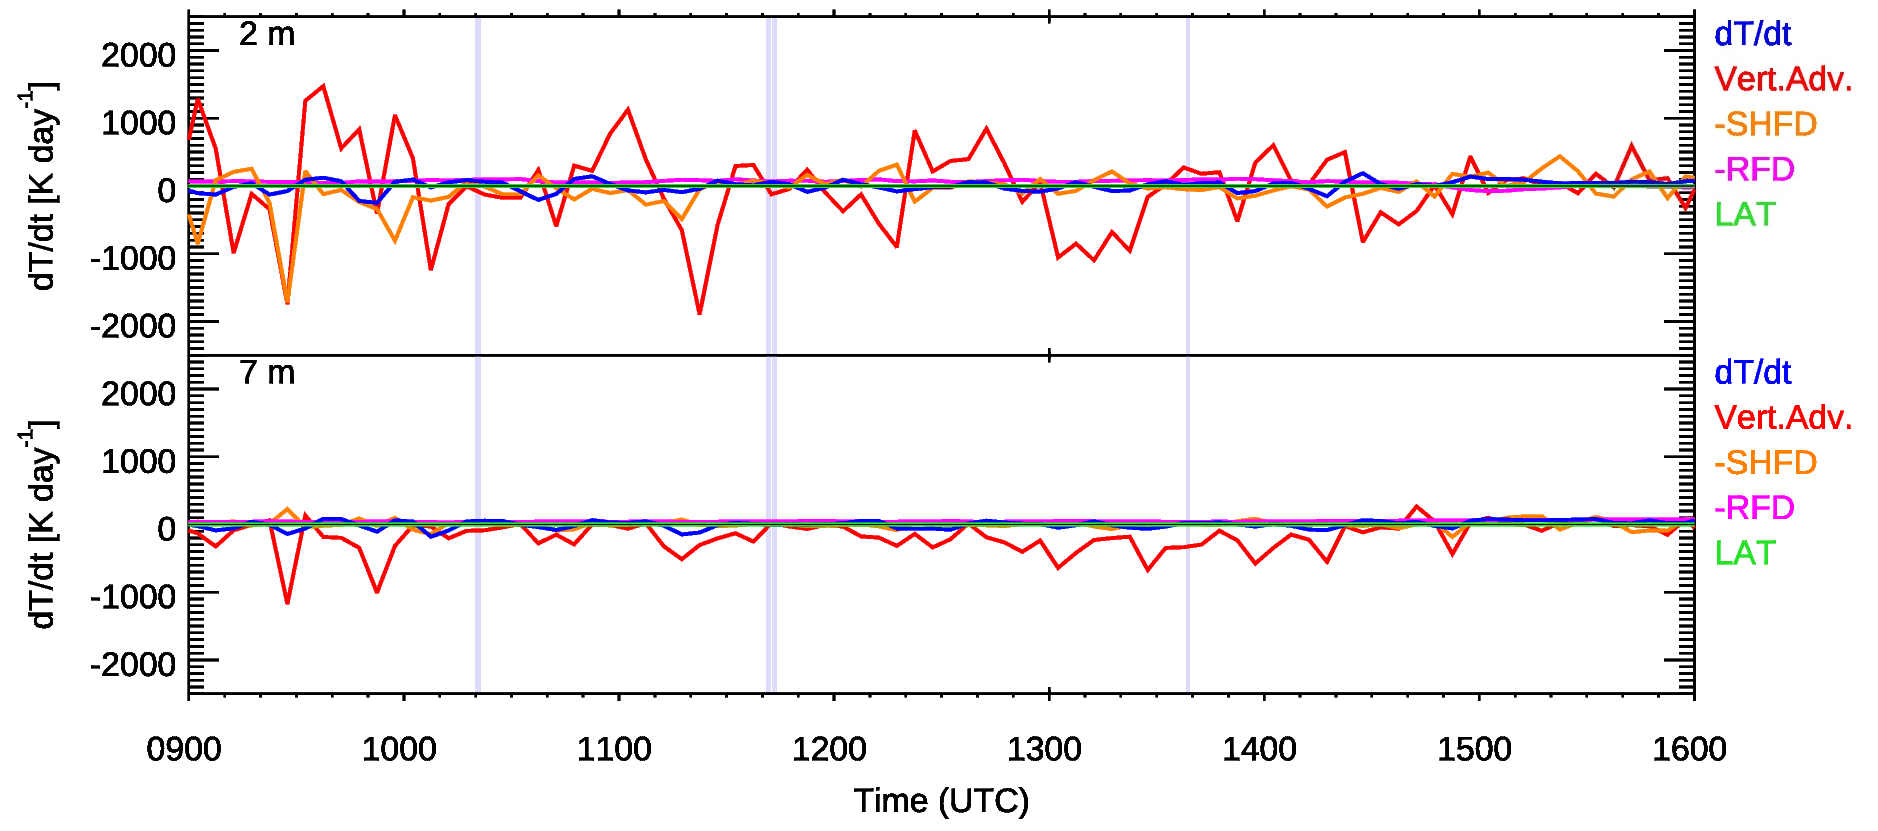 2 m
2000
1000
0
-1000
-2000
dT/dt [K day-1]
dT/dt
Vert.Adv.
-SHFD
-RFD
LAT
7 m
2000
1000
0
-1000
-2000
dT/dt [K day-1]
dT/dt
Vert.Adv.
-SHFD
-RFD
LAT
0900 1000 1100 1200 1300 1400 1500 1600
Time (UTC)